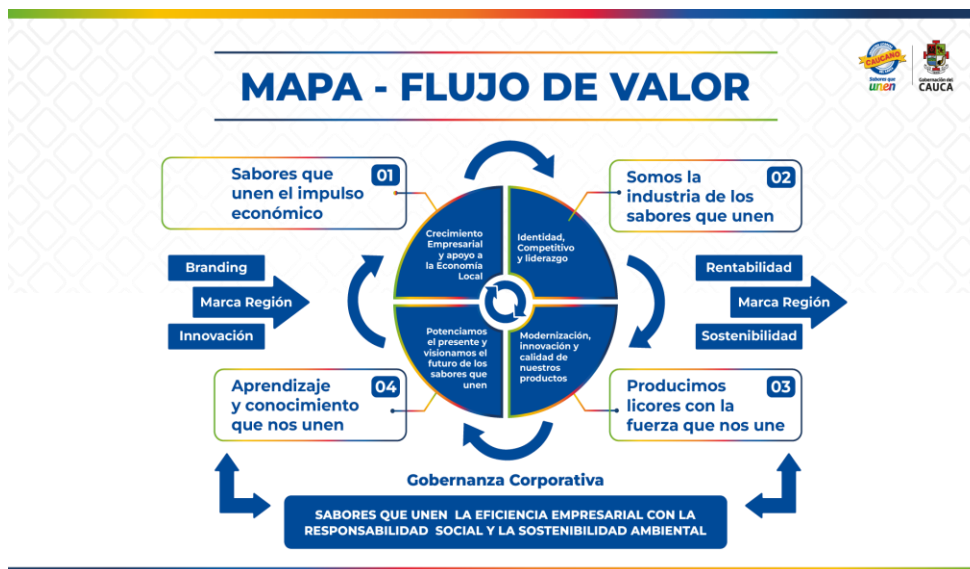 MAPA - FLUJO DE VALOR
CAUCANO
Sabores que
unen
Gobernación del
CAUCA
Sabores que
unen el impulso
económico
01
Somos la
industria de los
sabores que unen
02
Crecimiento
Empresarial
y apoyo a
la Economía
Local
Identidad,
Competitivo
y liderazgo
Branding
Marca Región
Innovación
Rentabilidad
Marca Región
Sostenibilidad
Potenciamos
el presente y
visionamos el
futuro de los
sabores que
unen
Modernización,
innovación y
calidad de
nuestros
productos
Aprendizaje
y conocimiento
que nos unen
04
Producimos
licores con la
fuerza que nos une
03
Gobernanza Corporativa
SABORES QUE UNEN LA EFICIENCIA EMPRESARIAL CON LA
RESPONSABILIDAD SOCIAL Y LA SOSTENIBILIDAD AMBIENTAL